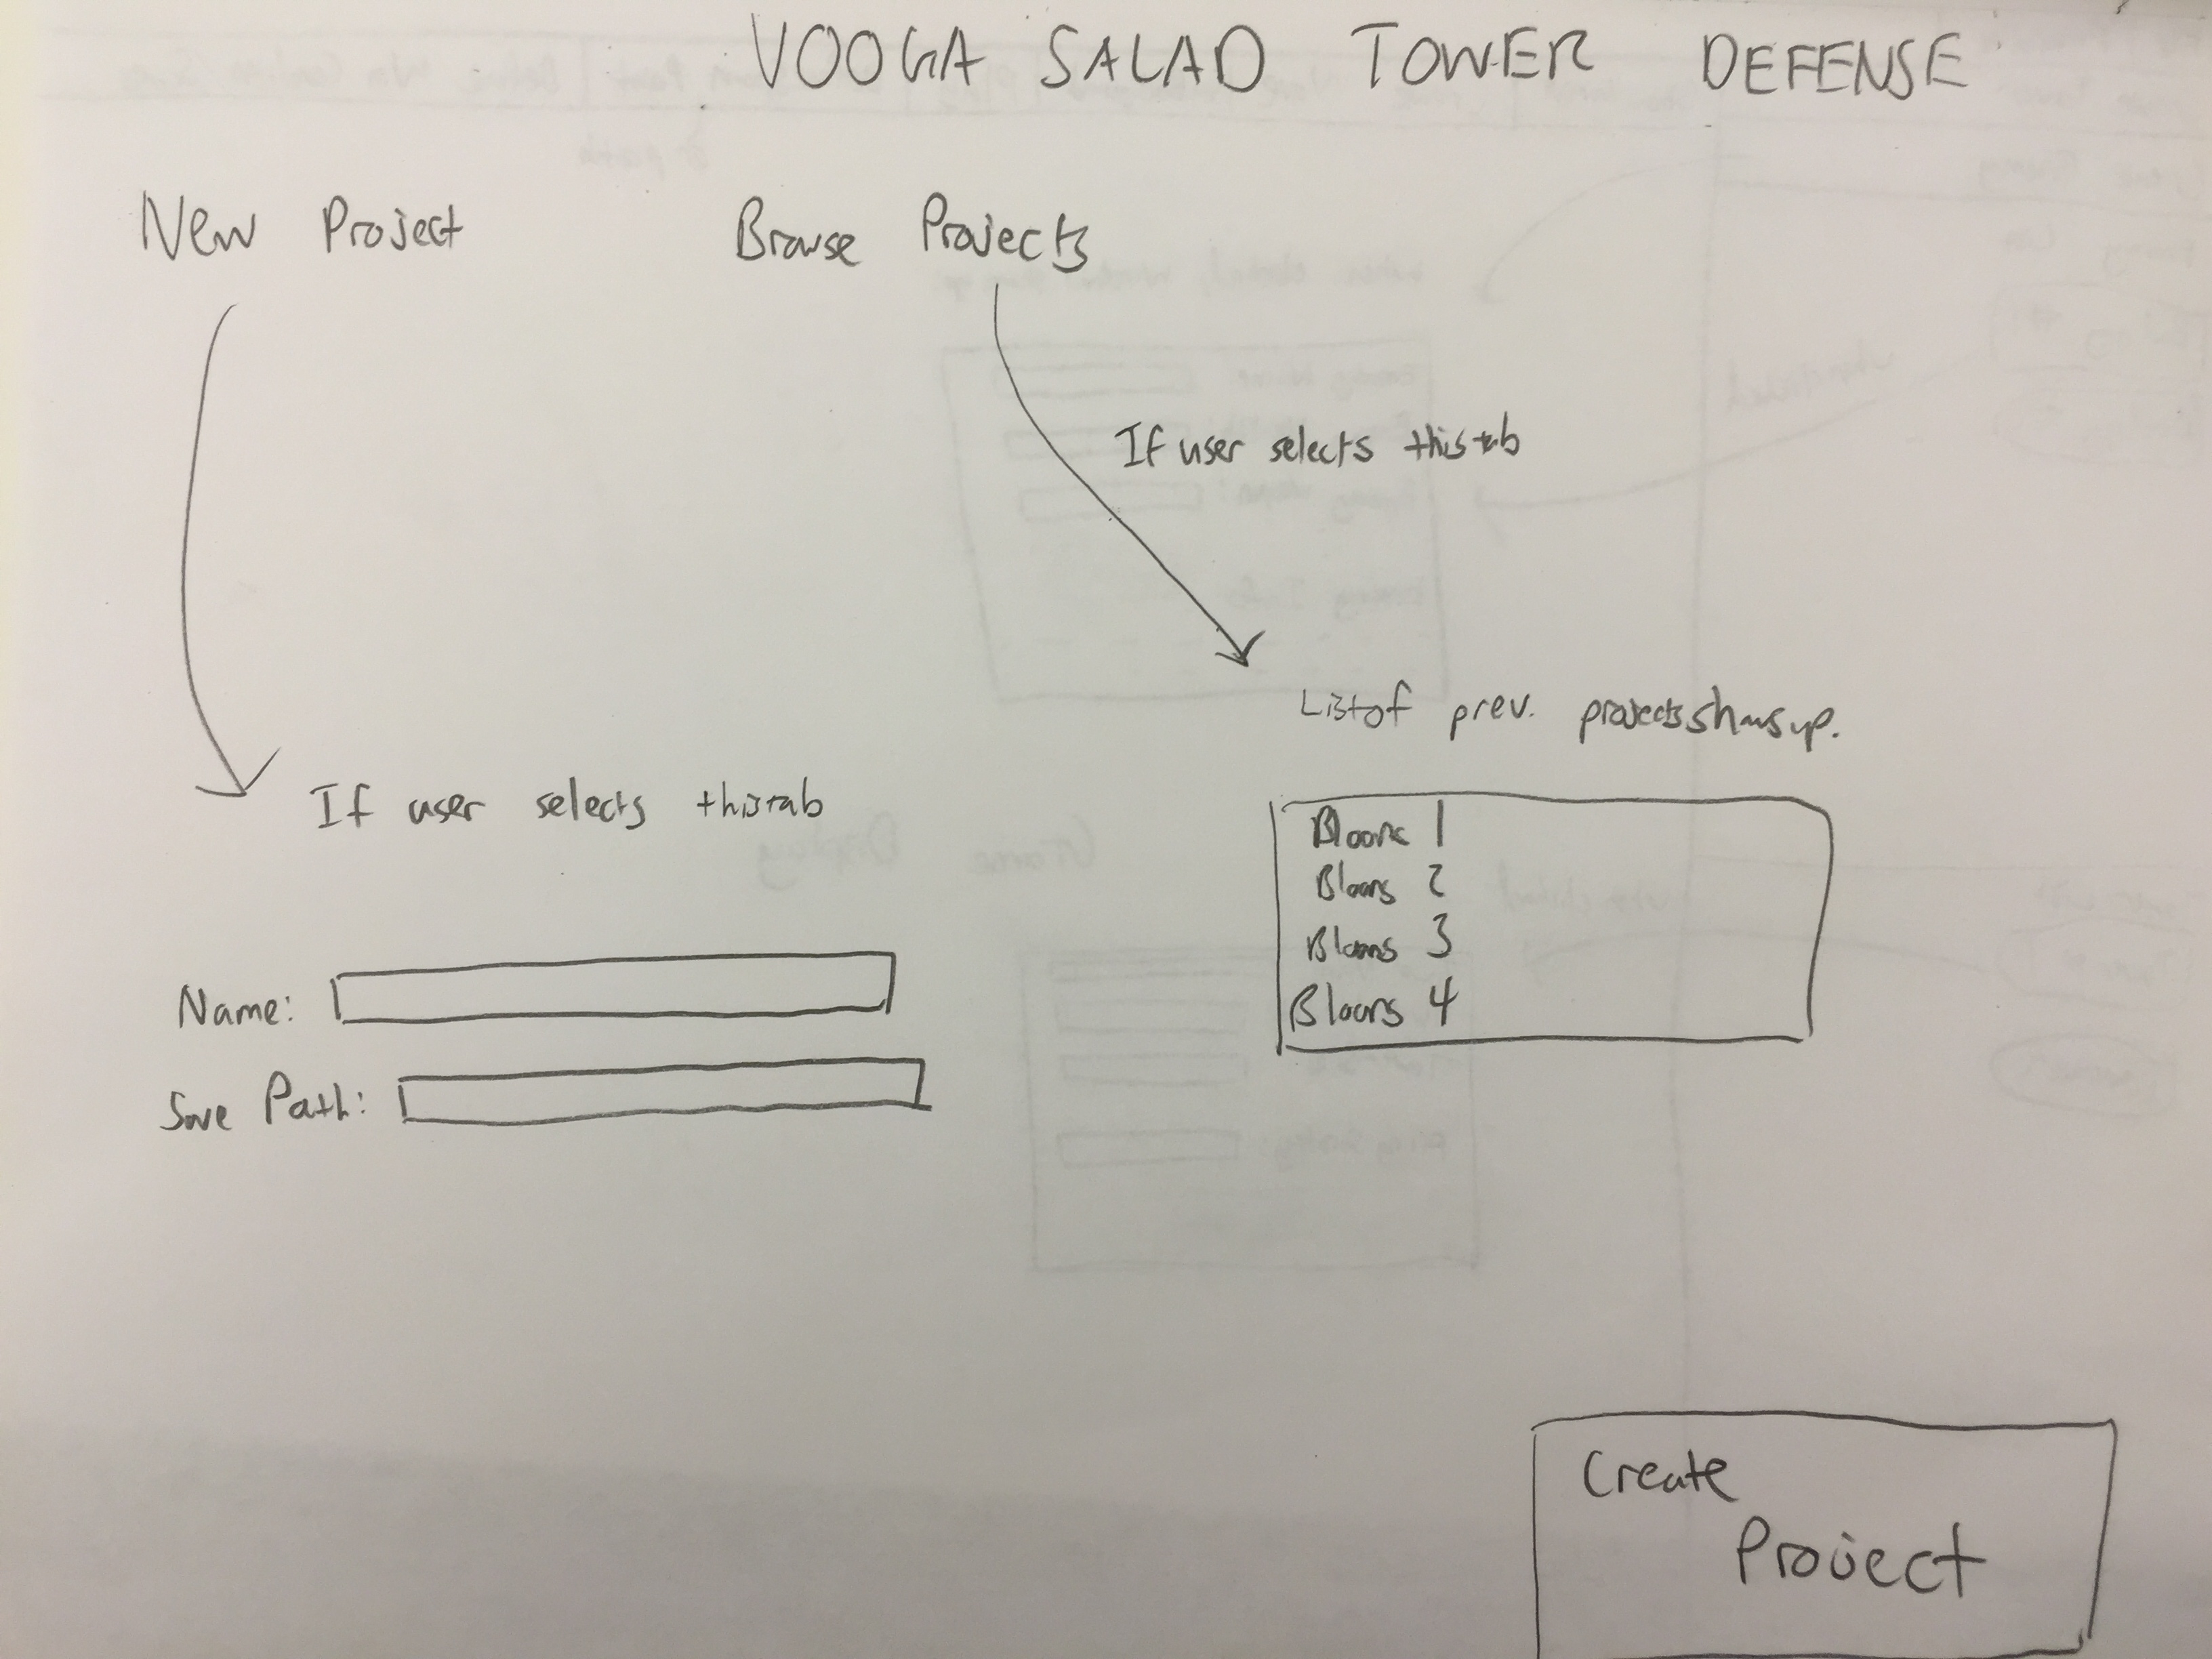 VOOGA SALAD TOWER DEFENSE
New Project
Browse Projects
If user selects this tab
If user selects this tab
List of prev. projects shows up.
Name:
Save Path:
Bloons 1
Bloons 2
Bloons 3
Bloons 4
Create
Project